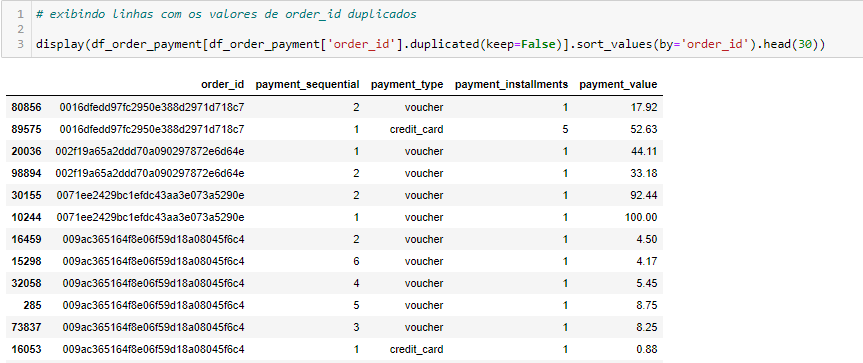 1 # exibindo linhas com os valores de order_id duplicados
2
3 display(df_order_payment[df_order_payment['order_id'].duplicated(keep=False)].sort_values(by='order_id').head(30))
order_id payment_sequential payment_type payment_installments payment_value
80856 0016dfedd97fc2950e388d2971d718c7 2 voucher 1 17.92
89575 0016dfedd97fc2950e388d2971d718c7 1 credit_card 5 52.63
20036 002f19a65a2ddd70a090297872e6d64e 1 voucher 1 44.11
98894 002f19a65a2ddd70a090297872e6d64e 2 voucher 1 33.18
30155 0071ee2429bc1efdc43aa3e073a5290e 2 voucher 1 92.44
10244 0071ee2429bc1efdc43aa3e073a5290e 1 voucher 1 100.00
16459 009ac365164f8e06f59d18a08045f6c4 2 voucher 1 4.50
15298 009ac365164f8e06f59d18a08045f6c4 6 voucher 1 4.17
32058 009ac365164f8e06f59d18a08045f6c4 4 voucher 1 5.45
285 009ac365164f8e06f59d18a08045f6c4 5 voucher 1 8.75
73837 009ac365164f8e06f59d18a08045f6c4 3 voucher 1 8.25
16053 009ac365164f8e06f59d18a08045f6c4 1 credit_card 1 0.88